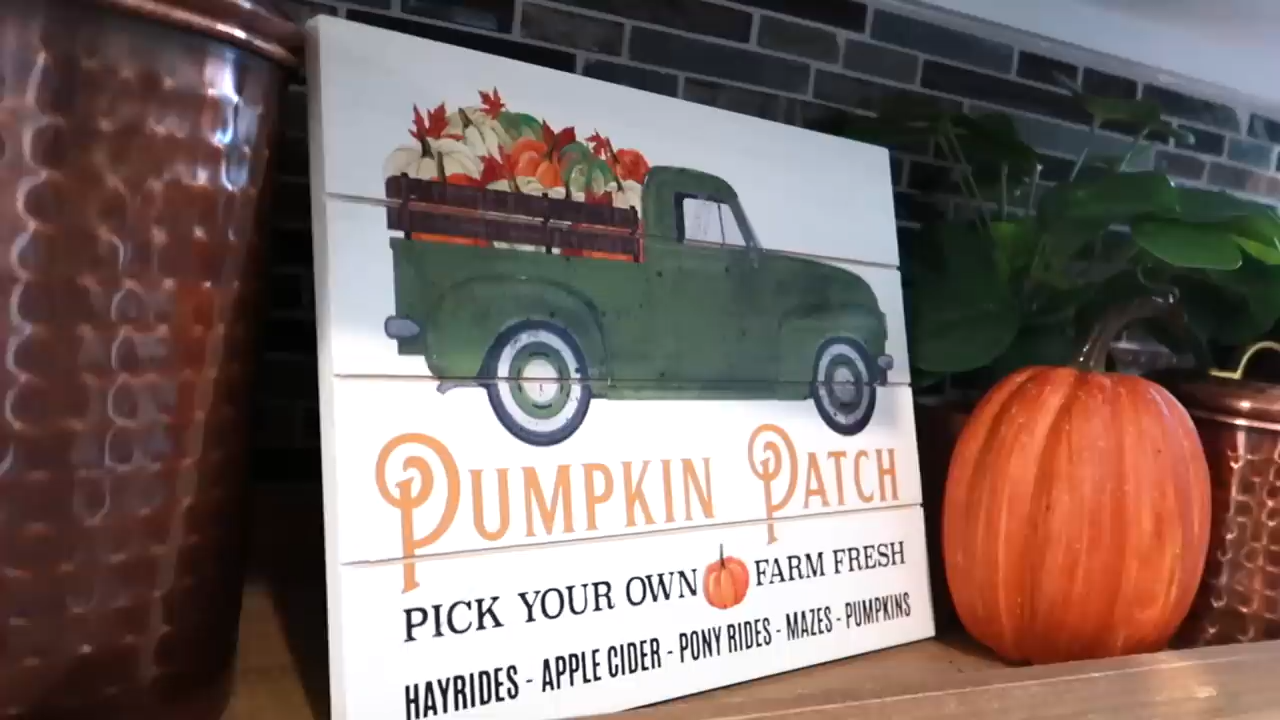 PUMPKIN PATCH
PICK YOUR OWN FARM FRESH
HAYRIDES - APPLE CIDER - PONY RIDES - MAZES - PUMPKINS